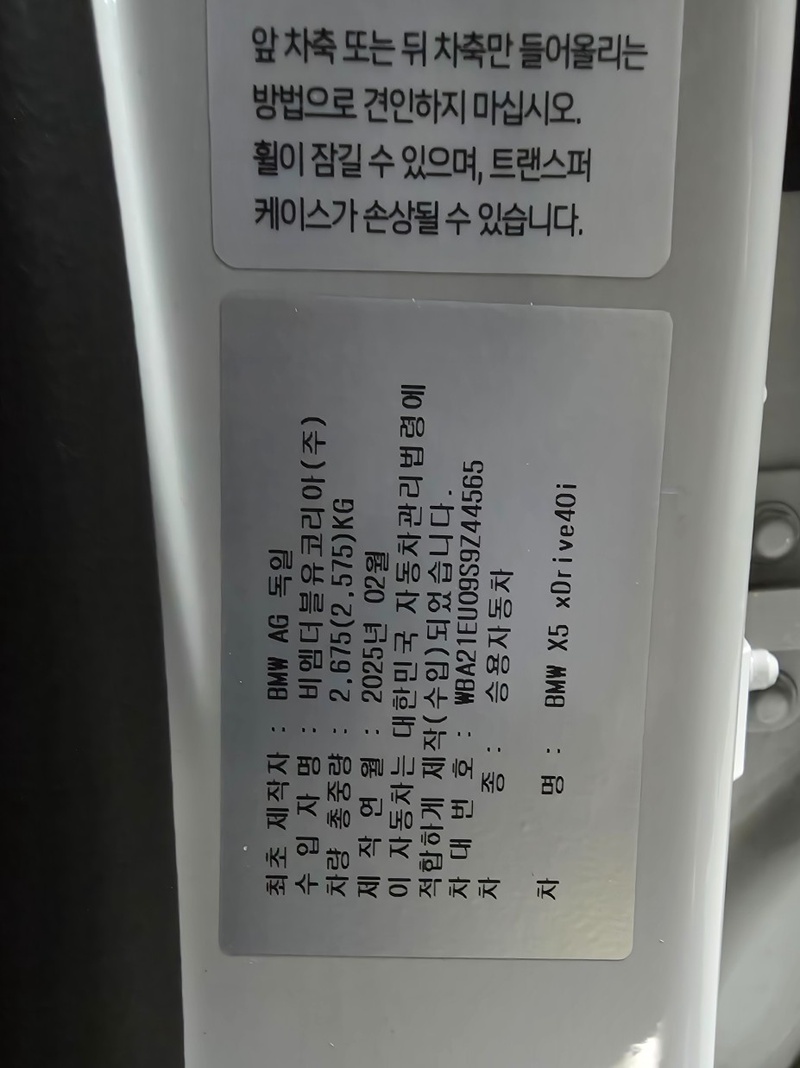 앞 차축 또는 뒤 차축만 들어올리는
방법으로 견인하지 마십시오.
휠이 잠길 수 있으며, 트랜스퍼
케이스가 손상될 수 있습니다.
최초 제작자 : BMW AG 독일
수 입 자 명 : 비엠더블유코리아(주)
차량 총중량 : 2,675(2,575)KG
제 작 연 월 : 2025년 02월
이 자동차는 대한민국 자동차관리법령에
적합하게 제작(수입)되었습니다.
차 대 번 호 : WBA21EU09S9Z44565
차 종 : 승용자동차
차 명 : BMW X5 xDrive40i